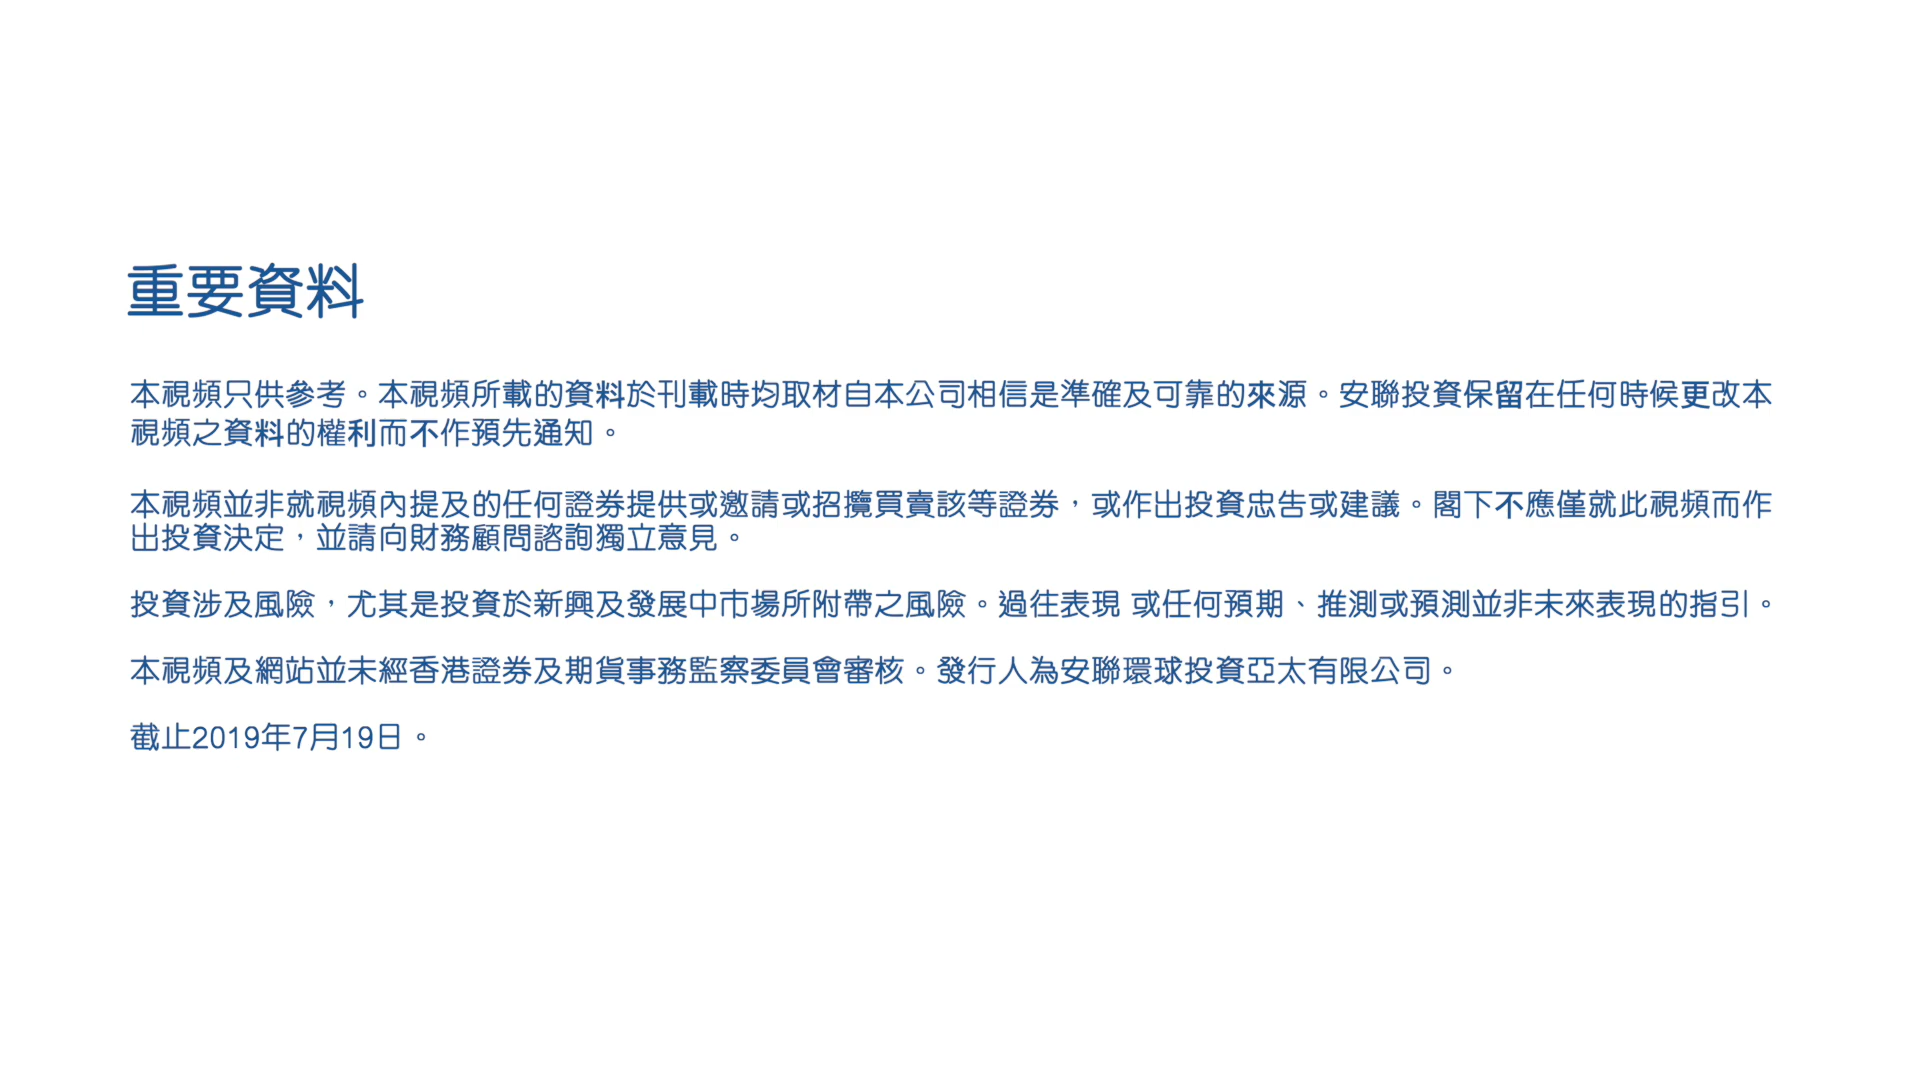 重要資料
本視頻只供參考。本視頻所載的資料於刊載時均取材自本公司相信是準確及可靠的來源。安聯投資保留在任何時候更改本
視頻之資料的權利而不作預先通知。
本視頻並非就視頻內提及的任何證券提供或邀請或招攬買賣該等證券，或作出投資忠告或建議。閣下不應僅就此視頻而作
出投資決定，並請向財務顧問諮詢獨立意見。
投資涉及風險，尤其是投資於新興及發展中市場所附帶之風險。過往表現 或任何預期、推測或預測並非未來表現的指引。
本視頻及網站並未經香港證券及期貨事務監察委員會審核。發行人為安聯環球投資亞太有限公司。
截止2019年7月19日。